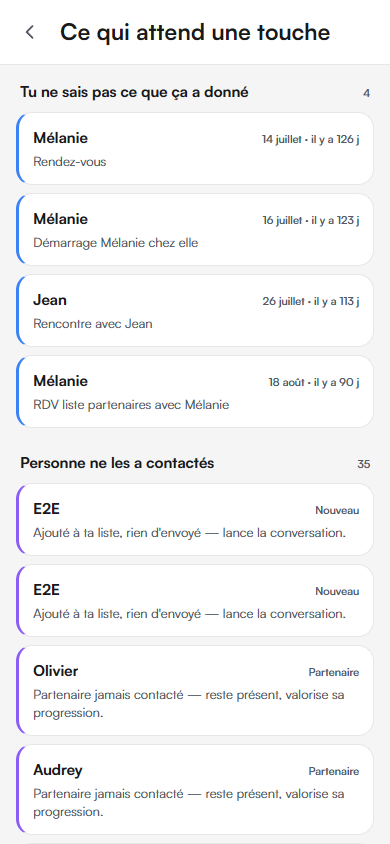 Ce qui attend une touche
Tu ne sais pas ce que ça a donné 4
Mélanie 14 juillet · il y a 126 j
Rendez-vous
Mélanie 16 juillet · il y a 123 j
Démarrage Mélanie chez elle
Jean 26 juillet · il y a 113 j
Rencontre avec Jean
Mélanie 18 août · il y a 90 j
RDV liste partenaires avec Mélanie
Personne ne les a contactés 35
E2E Nouveau
Ajouté à ta liste, rien d'envoyé — lance la conversation.
E2E Nouveau
Ajouté à ta liste, rien d'envoyé — lance la conversation.
Olivier Partenaire
Partenaire jamais contacté — reste présent, valorise sa
progression.
Audrey Partenaire
Partenaire jamais contacté — reste présent, valorise sa
progression.